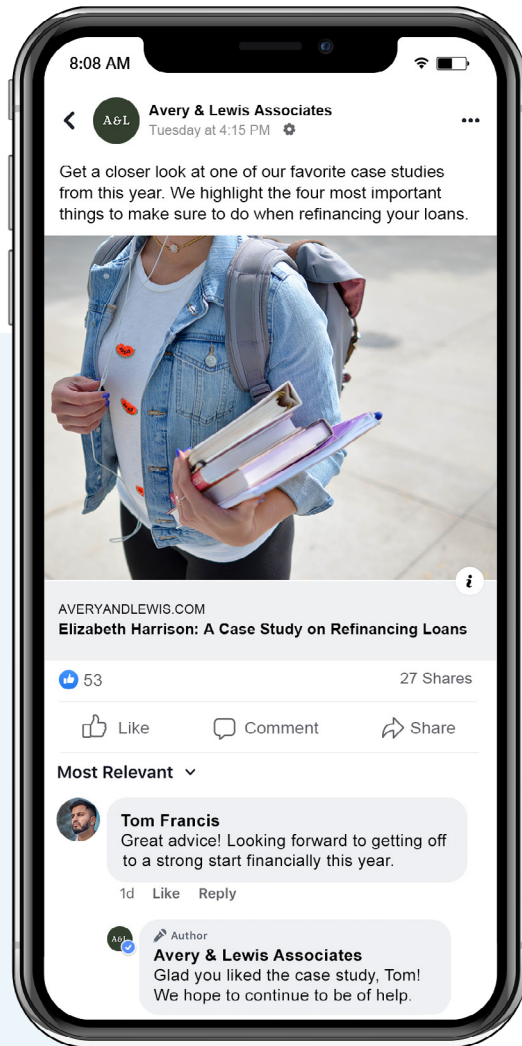 8:08 AM
A&L
Avery & Lewis Associates
Tuesday at 4:15 PM
Get a closer look at one of our favorite case studies
from this year. We highlight the four most important
things to make sure to do when refinancing your loans.
i
AVERYANDLEWIS.COM
Elizabeth Harrison: A Case Study on Refinancing Loans
53
27 Shares
Like
Comment
Share
Most Relevant
Tom Francis
Great advice! Looking forward to getting off
to a strong start financially this year.
1d Like Reply
A&L
Author
Avery & Lewis Associates
Glad you liked the case study, Tom!
We hope to continue to be of help.